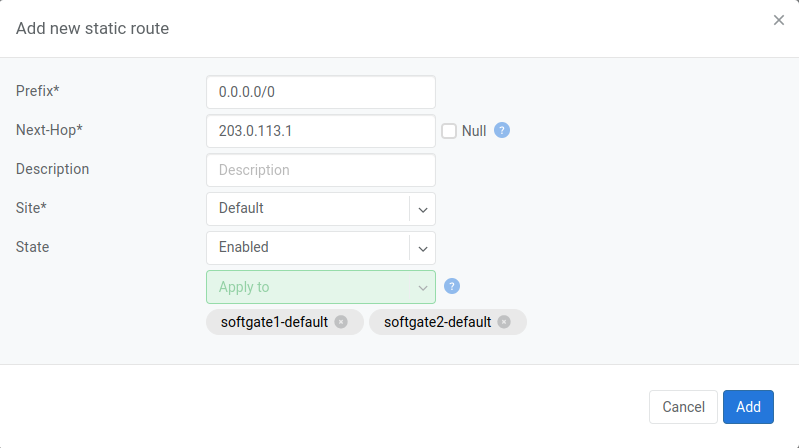 Add new static route
×
Prefix*
0.0.0.0/0
Next-Hop*
203.0.113.1
Null
?
Description
Description
Site*
Default
State
Enabled
Apply to
?
softgate1-default
softgate2-default
Cancel
Add